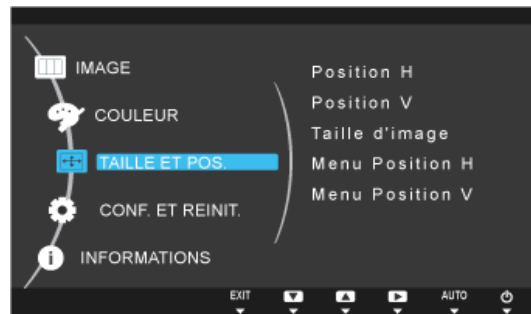 IMAGE
COULEUR
TAILLE ET POS.
CONF. ET REINIT.
INFORMATIONS
Position H
Position V
Taille d'image
Menu Position H
Menu Position V
EXIT AUTO